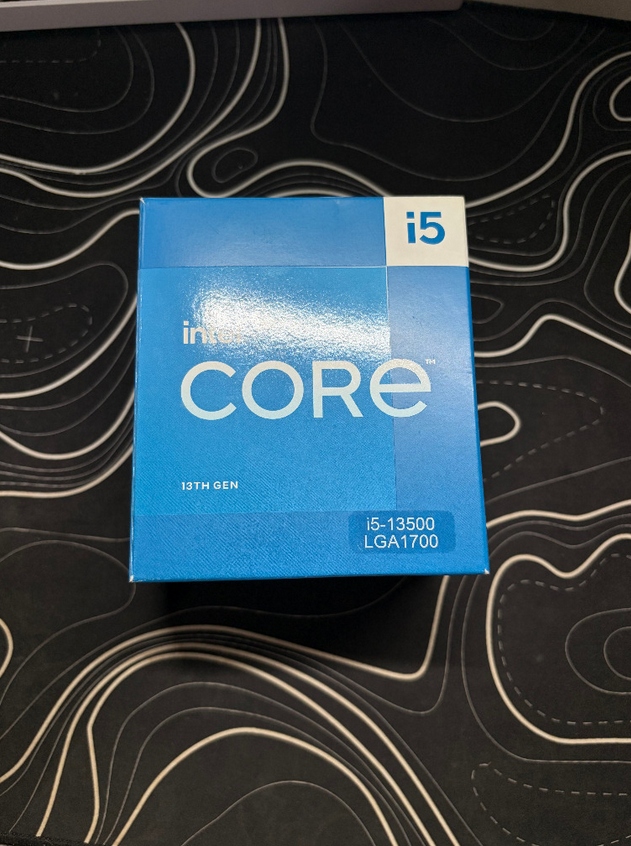 i5
intel
CORE™
13TH GEN
i5-13500
LGA1700